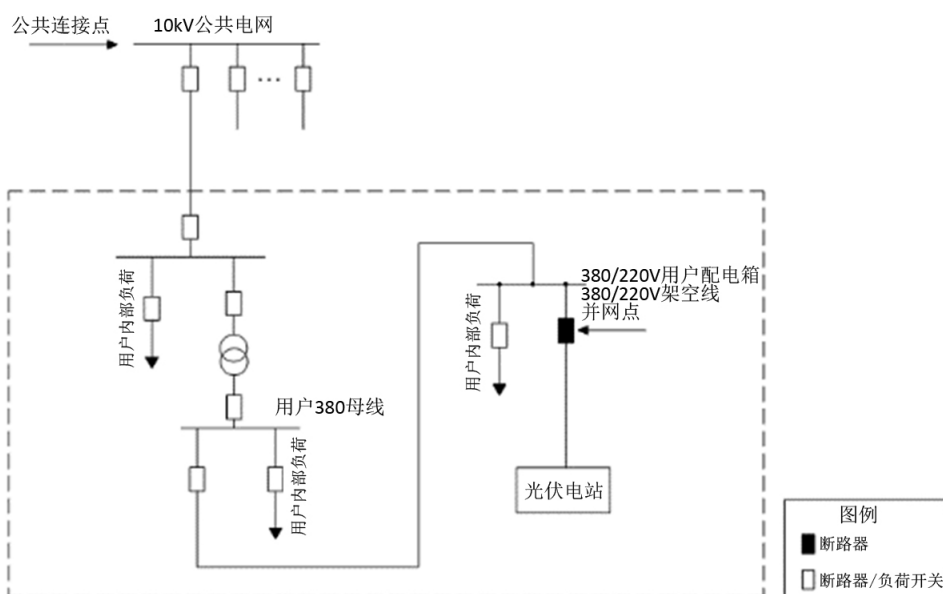 公共连接点
10kV公共电网
380/220V用户配电箱
380/220V架空线
并网点
用户内部负荷
用户内部负荷
用户380母线
用户内部负荷
光伏电站
图例
断路器
断路器/负荷开关